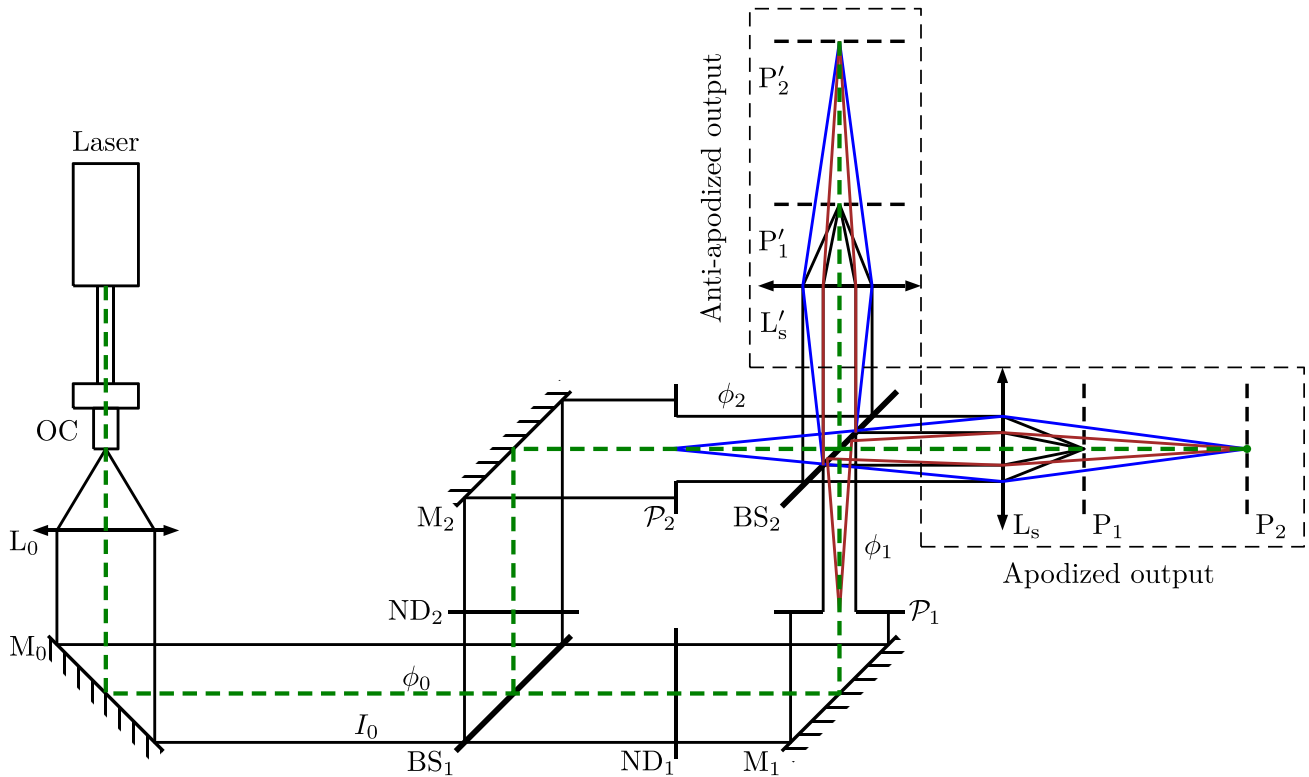 Laser
OC
L₀
M₀
I₀
ϕ₀
BS₁
ND₁
M₁
ND₂
M₂
𝒫₂
BS₂
𝒫₁
ϕ₁
ϕ₂
Anti-apodized output
P′₂
P′₁
L′ₛ
Lₛ
P₁
P₂
Apodized output